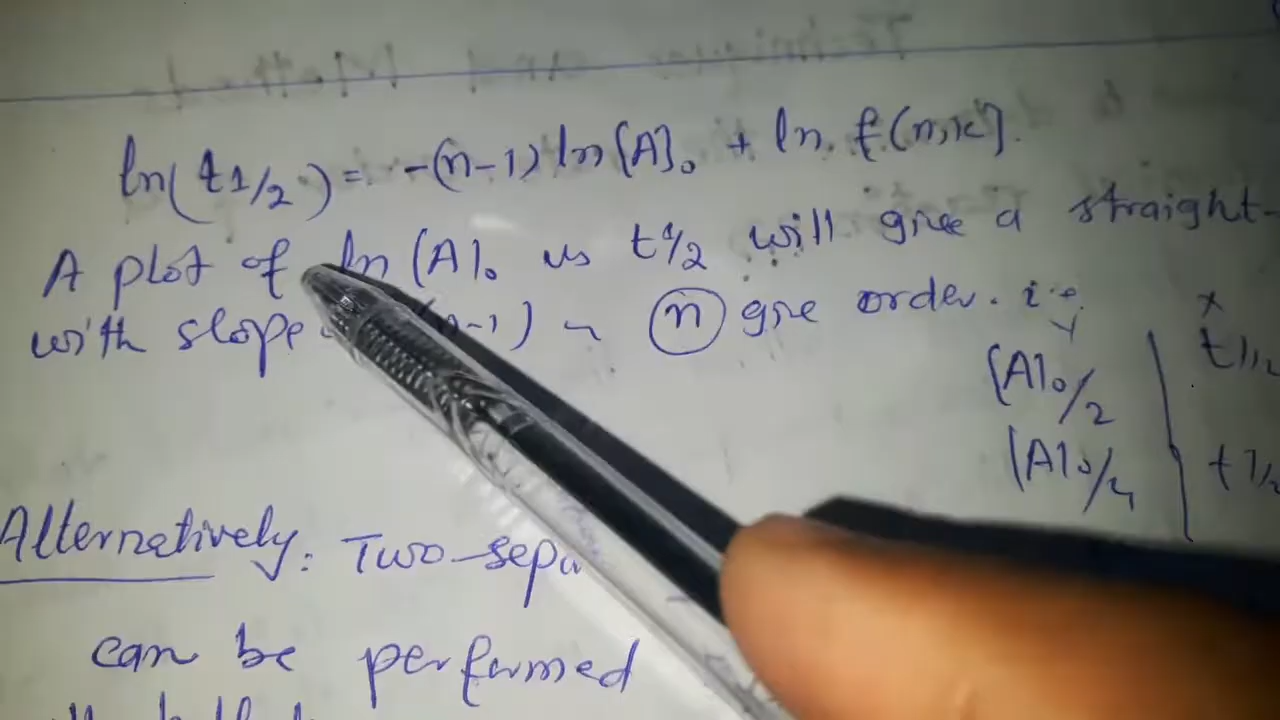 ln(t1/2) = -(n-1) ln[A]₀ + ln f(n,k].
A plot of ln [A]₀ vs t1/2 will give a straight-
with slope (n-1) ~ n give order. i.e.
y x
[A]₀/2 t1/2
[A]₀/4 t1/2
Alternatively: Two-sepa
can be performed